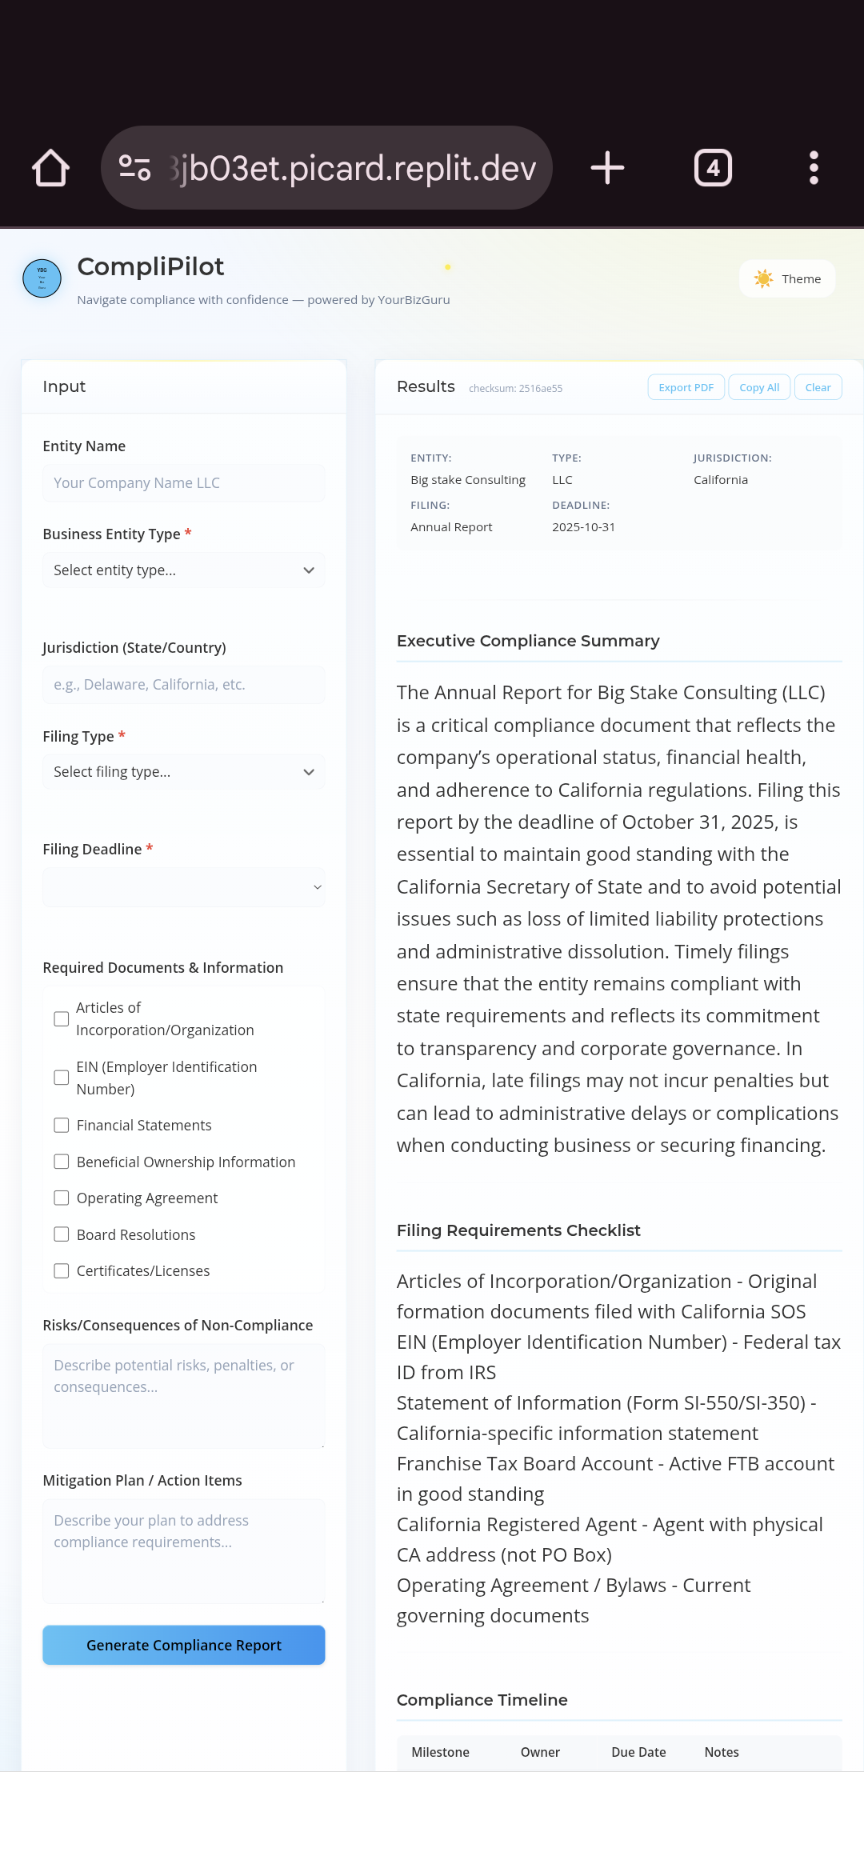 jb03et.picard.replit.dev
4
CompliPilot
Navigate compliance with confidence — powered by YourBizGuru
Theme
Input
Entity Name
Your Company Name LLC
Business Entity Type *
Select entity type...
Jurisdiction (State/Country)
e.g., Delaware, California, etc.
Filing Type *
Select filing type...
Filing Deadline *
Required Documents & Information
Articles of
Incorporation/Organization
EIN (Employer Identification
Number)
Financial Statements
Beneficial Ownership Information
Operating Agreement
Board Resolutions
Certificates/Licenses
Risks/Consequences of Non-Compliance
Describe potential risks, penalties, or
consequences...
Mitigation Plan / Action Items
Describe your plan to address
compliance requirements...
Generate Compliance Report
Results
checksum: 2516ae55
Export PDF
Copy All
Clear
ENTITY:
Big stake Consulting
TYPE:
LLC
JURISDICTION:
California
FILING:
Annual Report
DEADLINE:
2025-10-31
Executive Compliance Summary
The Annual Report for Big Stake Consulting (LLC)
is a critical compliance document that reflects the
company's operational status, financial health,
and adherence to California regulations. Filing this
report by the deadline of October 31, 2025, is
essential to maintain good standing with the
California Secretary of State and to avoid potential
issues such as loss of limited liability protections
and administrative dissolution. Timely filings
ensure that the entity remains compliant with
state requirements and reflects its commitment
to transparency and corporate governance. In
California, late filings may not incur penalties but
can lead to administrative delays or complications
when conducting business or securing financing.
Filing Requirements Checklist
Articles of Incorporation/Organization - Original
formation documents filed with California SOS
EIN (Employer Identification Number) - Federal tax
ID from IRS
Statement of Information (Form SI-550/SI-350) -
California-specific information statement
Franchise Tax Board Account - Active FTB account
in good standing
California Registered Agent - Agent with physical
CA address (not PO Box)
Operating Agreement / Bylaws - Current
governing documents
Compliance Timeline
Milestone
Owner
Due Date
Notes